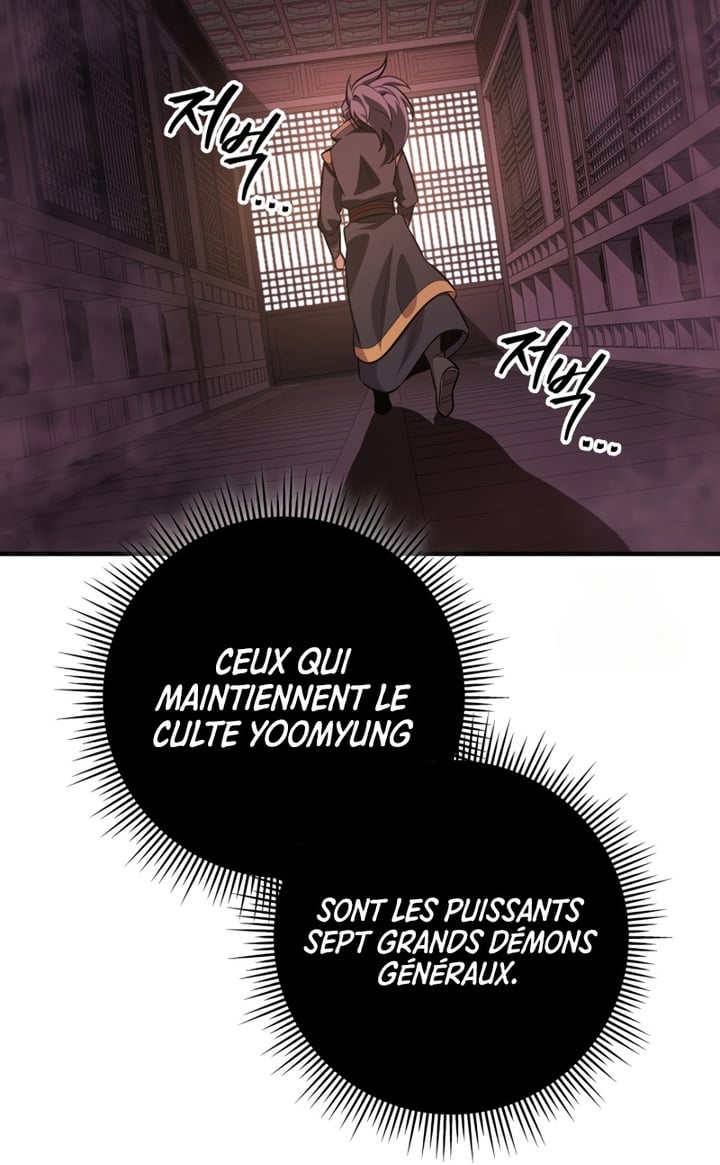 저벅...
저벅...
CEUX QUI
MAINTIENNENT LE
CULTE YOOMYUNG
SONT LES PUISSANTS
SEPT GRANDS DÉMONS
GÉNÉRAUX.